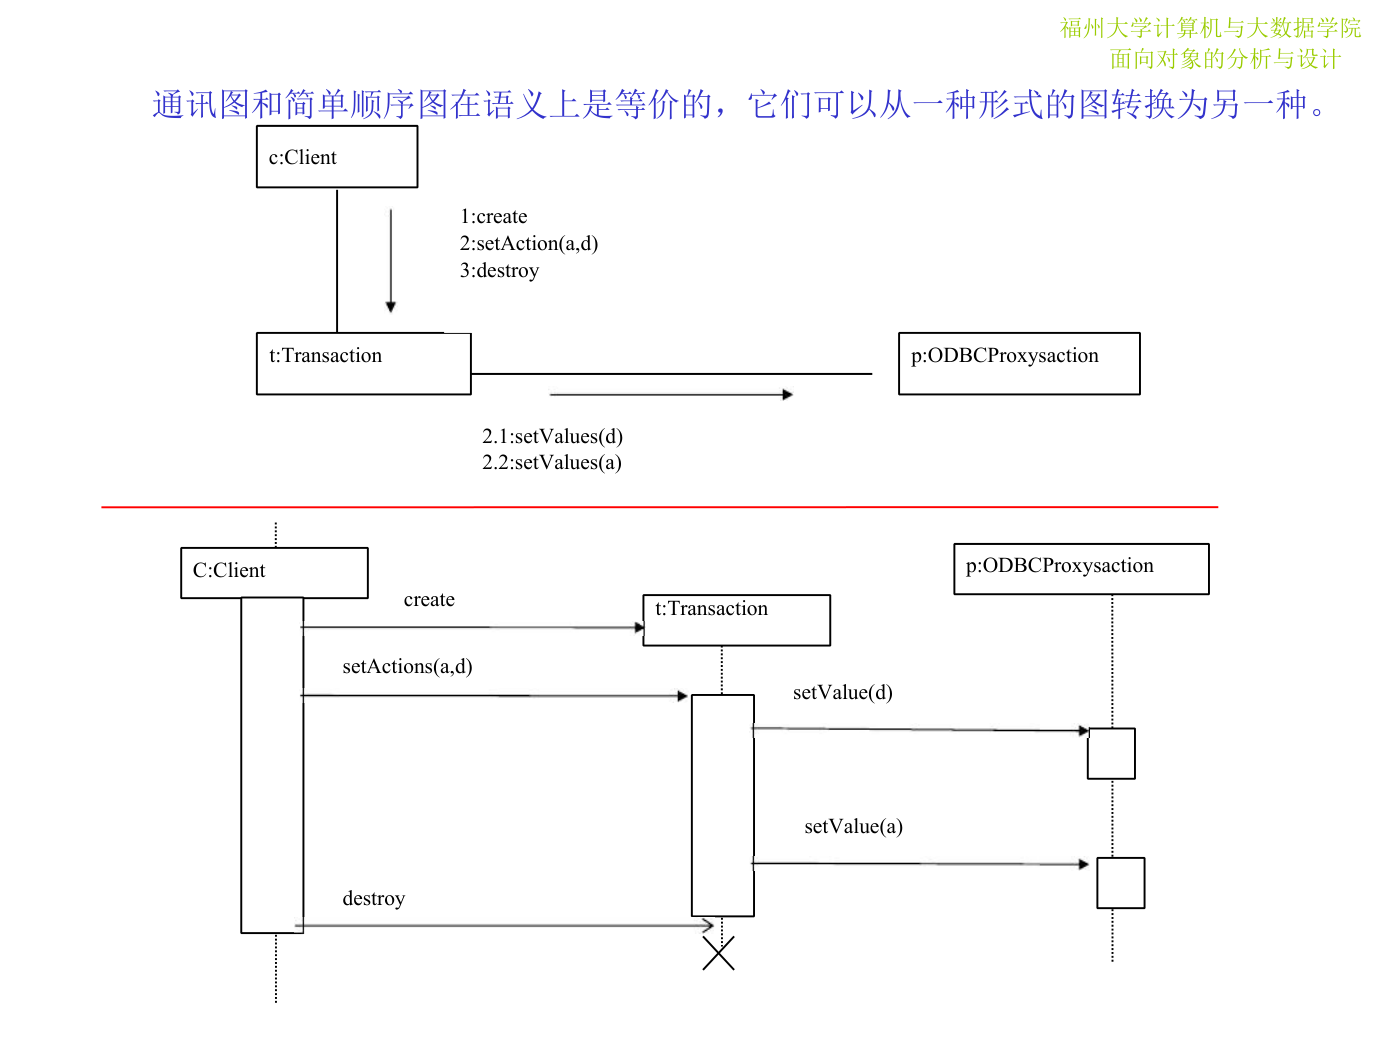 福州大学计算机与大数据学院
面向对象的分析与设计
通讯图和简单顺序图在语义上是等价的，它们可以从一种形式的图转换为另一种。
c:Client
1:create
2:setAction(a,d)
3:destroy
t:Transaction
p:ODBCProxysaction
2.1:setValues(d)
2.2:setValues(a)
C:Client
p:ODBCProxysaction
create
t:Transaction
setActions(a,d)
setValue(d)
setValue(a)
destroy